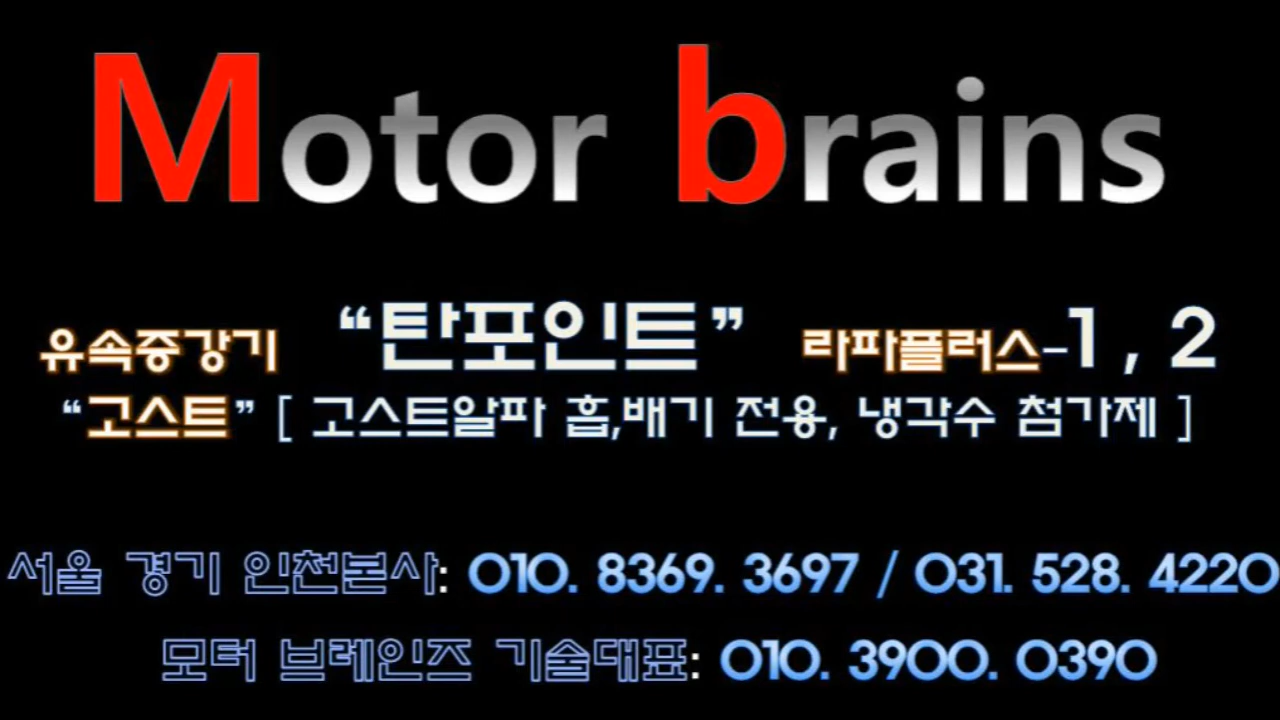 Motor brains
유속증강기 “탄포인트” 라파플러스-1 , 2
“고스트” [ 고스트알파 흡,배기 전용, 냉각수 첨가제 ]
서울 경기 인천본사: 010. 8369. 3697 / 031. 528. 4220
모터 브레인즈 기술대표: 010. 3900. 0390